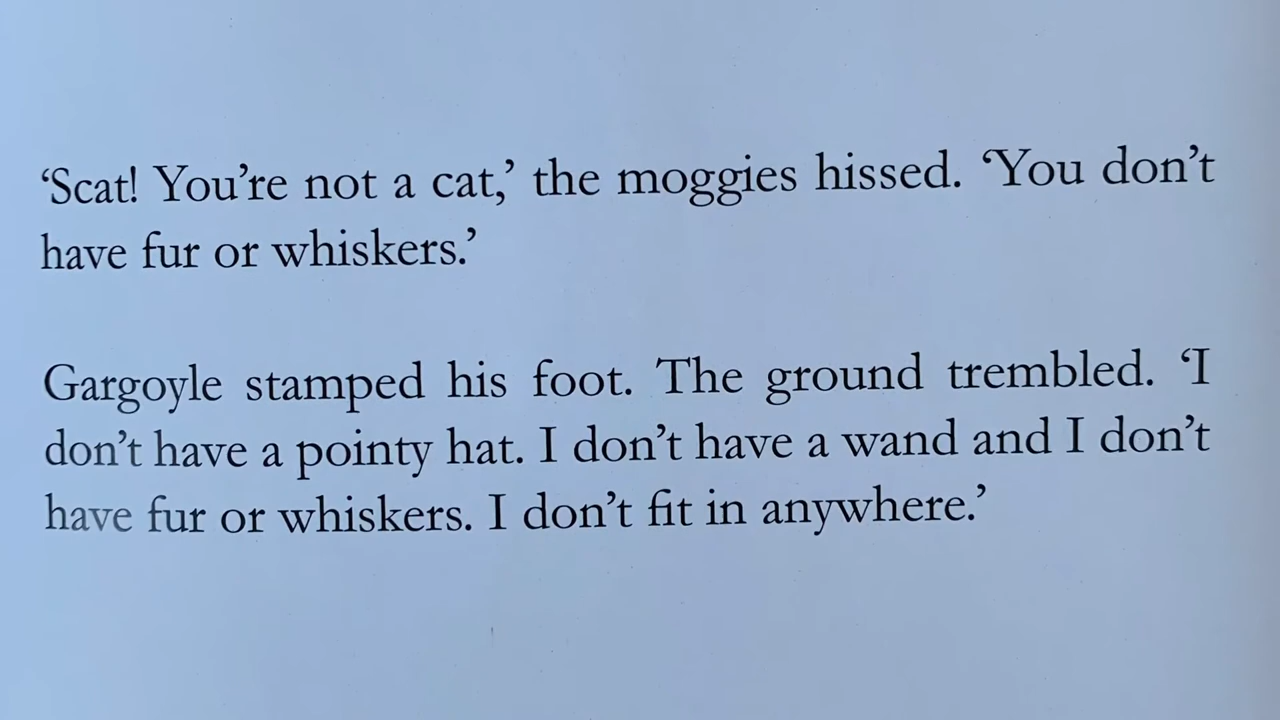 ‘Scat! You’re not a cat,’ the moggies hissed. ‘You don’t
have fur or whiskers.’
Gargoyle stamped his foot. The ground trembled. ‘I
don’t have a pointy hat. I don’t have a wand and I don’t
have fur or whiskers. I don’t fit in anywhere.’